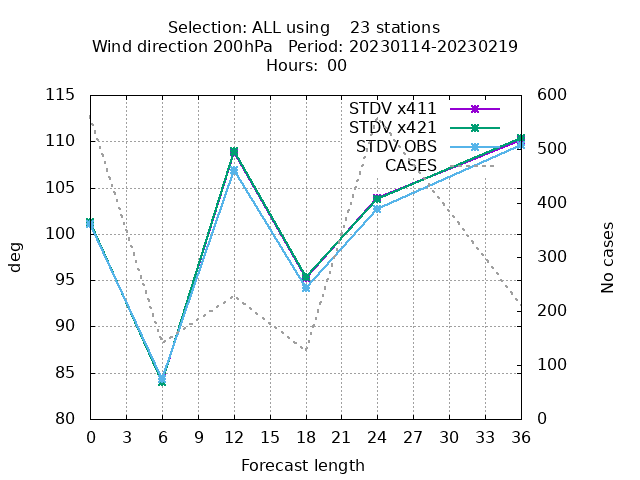 Selection: ALL using    23 stations
Wind direction 200hPa   Period: 20230114-20230219
Hours: 00
115 600
STDV x411
110 STDV x421
STDV OBS 500
CASES
105
400
100
deg 95 300 No cases
90 200
85 100
80 0
0 3 6 9 12 15 18 21 24 27 30 33 36
Forecast length